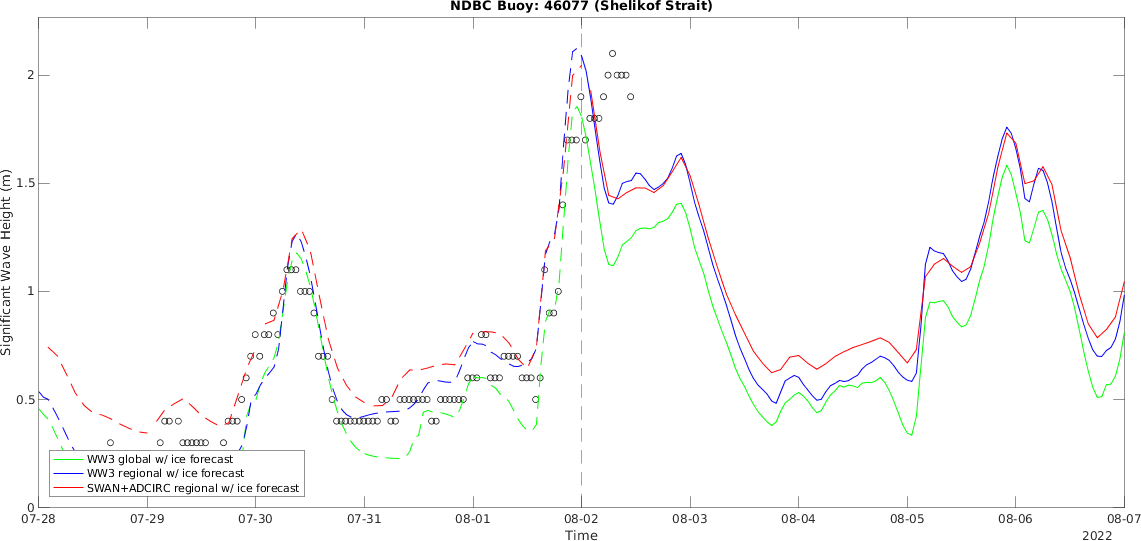 NDBC Buoy: 46077 (Shelikof Strait)
Significant Wave Height (m)
2
1.5
1
0.5
0
WW3 global w/ ice forecast
WW3 regional w/ ice forecast
SWAN+ADCIRC regional w/ ice forecast
07-28 07-29 07-30 07-31 08-01 08-02 08-03 08-04 08-05 08-06 08-07
Time
2022